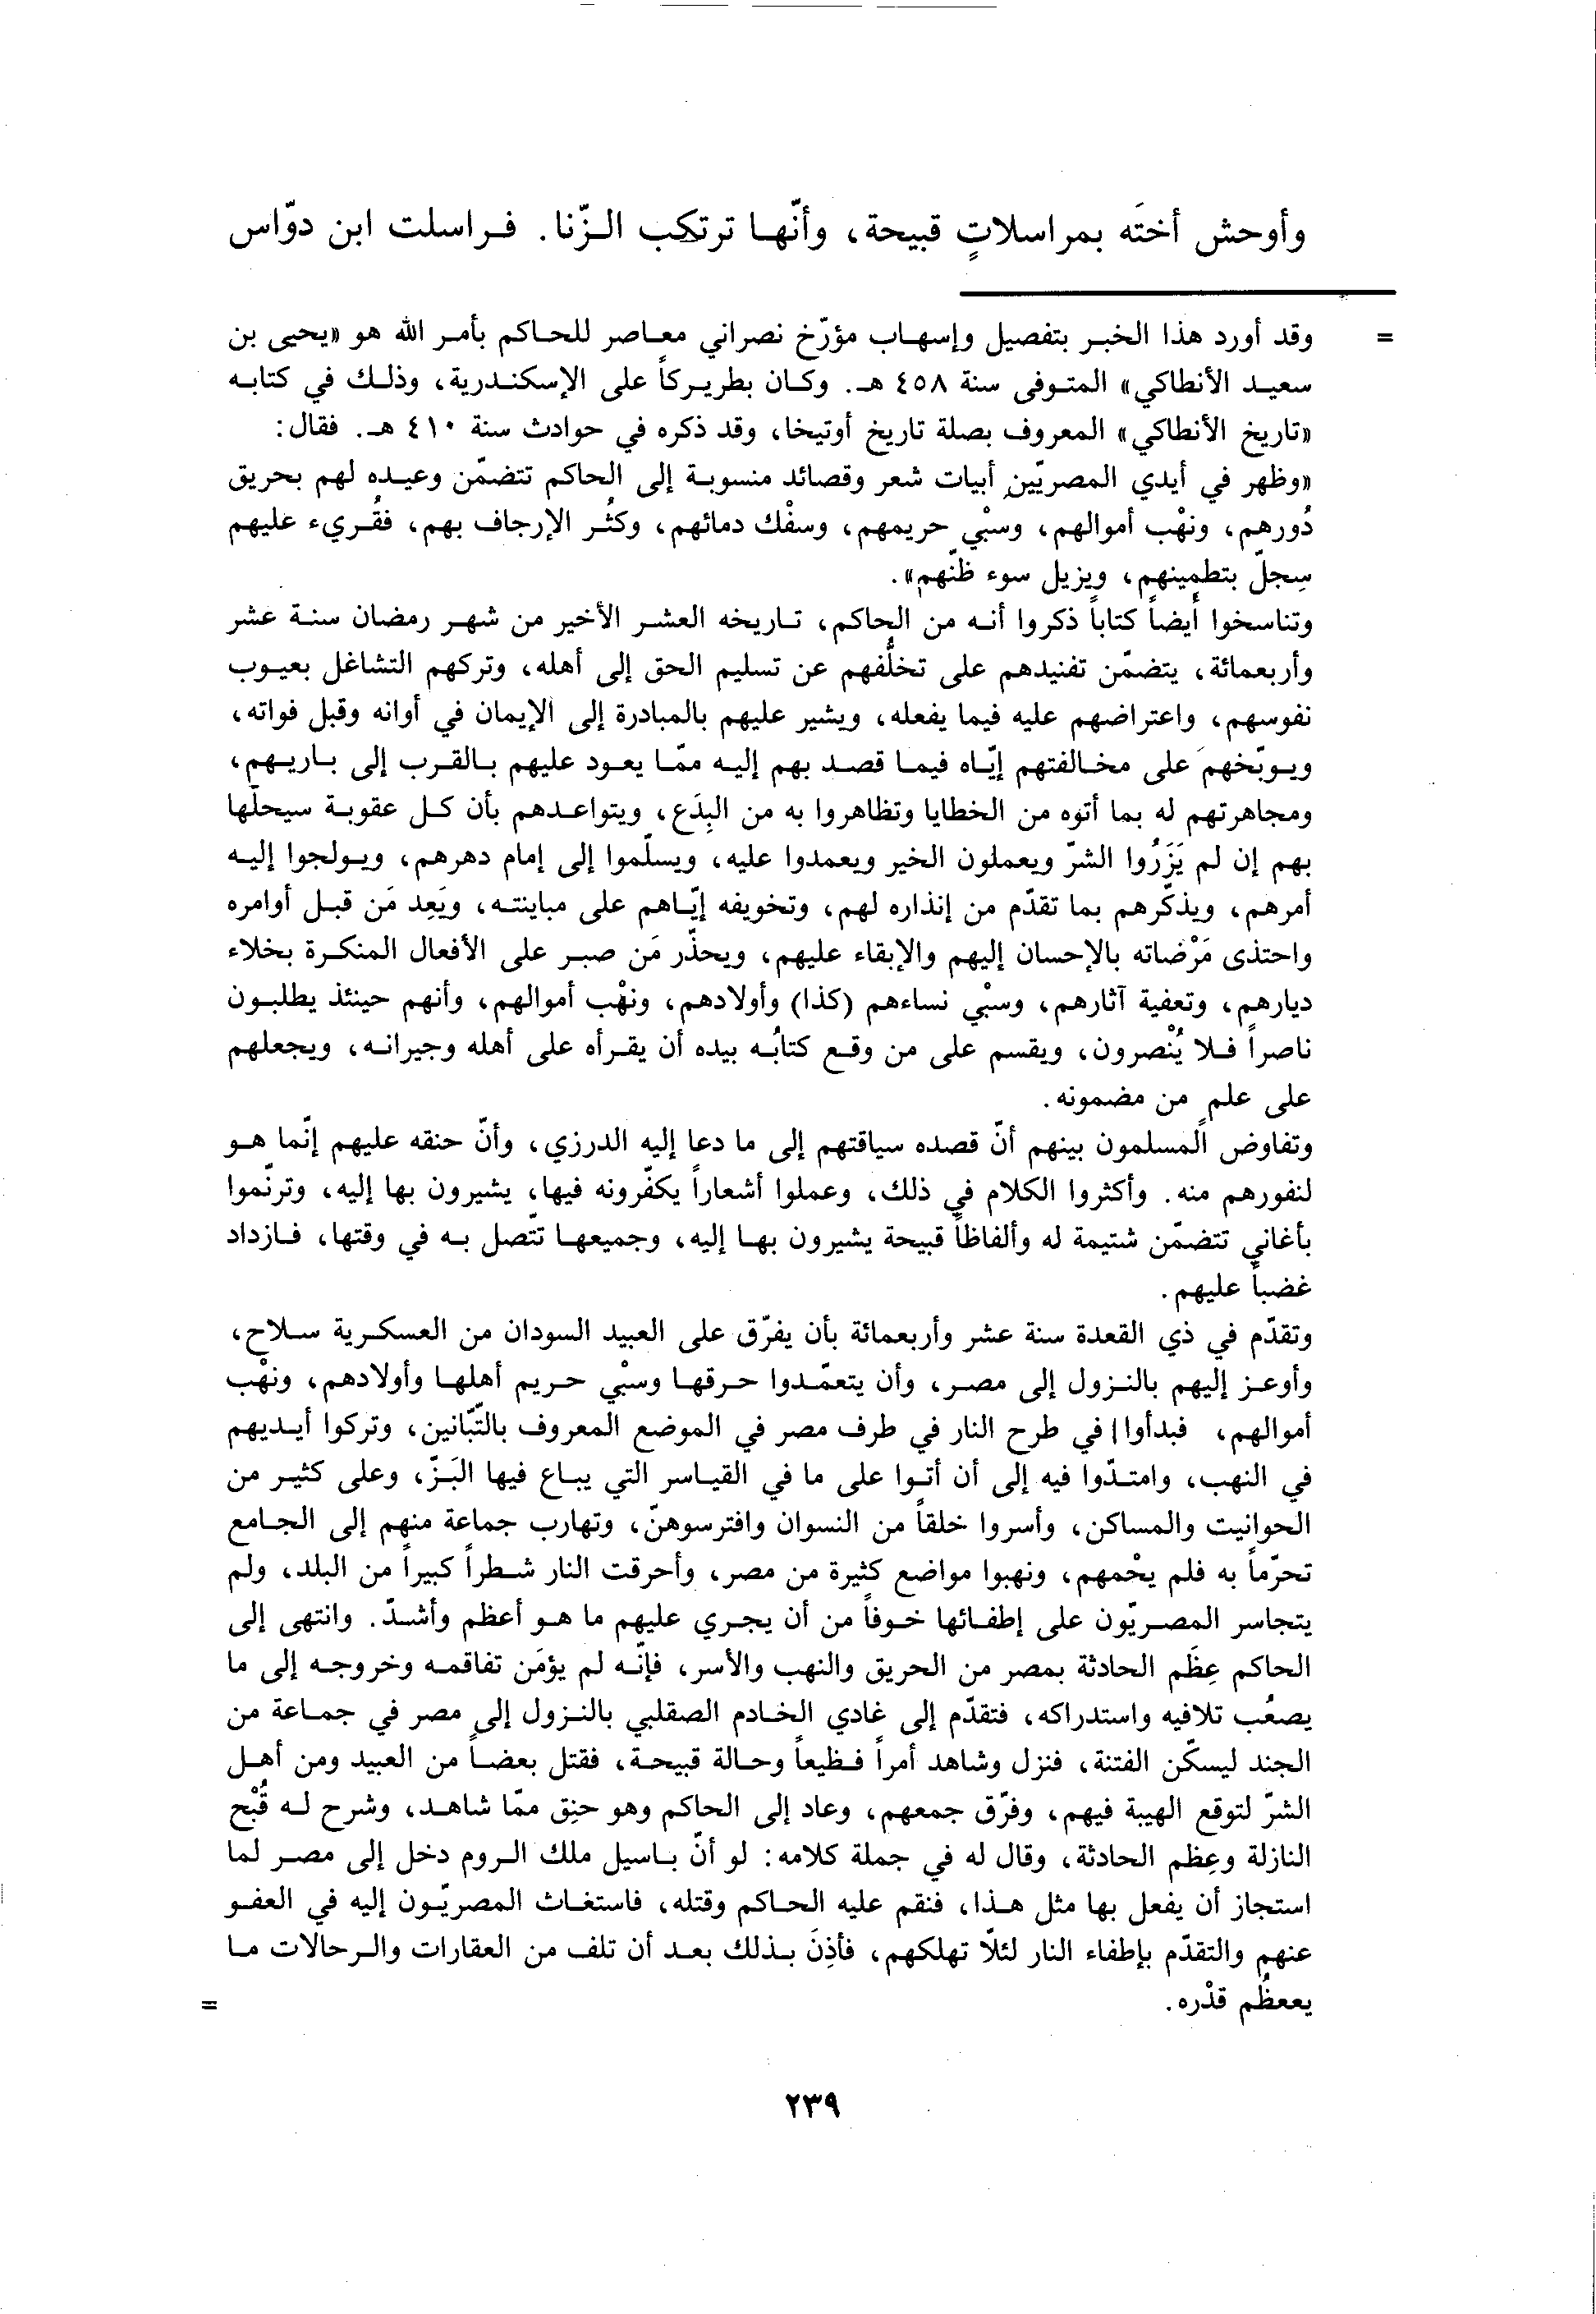 وأوحش أختَه بمراسلاتٍ قبيحة، وأنّها ترتكب الزّنا. فراسلت ابن دوّاس
= وقد أورد هذا الخبر بتفصيل وإسهاب مؤرّخ نصراني معاصر للحاكم بأمر الله هو «يحيى بن
سعيد الأنطاكي» المتوفى سنة ٤٥٨ هـ. وكان بطريركاً على الإسكندرية، وذلك في كتابه
«تاريخ الأنطاكي» المعروف بصلة تاريخ أوتيخا، وقد ذكره في حوادث سنة ٤١٠ هـ. فقال:
«وظهر في أيدي المصريّين أبيات شعر وقصائد منسوبة إلى الحاكم تتضمّن وعيده لهم بحريق
دُورهم، ونهْب أموالهم، وسبْي حريمهم، وسفْك دمائهم، وكثُر الإرجاف بهم، فقُريء عليهم
سِجلّ بتطمينهم، ويزيل سوء ظنّهم».
وتناسخوا أيضاً كتاباً ذكروا أنه من الحاكم، تاريخه العشر الأخير من شهر رمضان سنة عشر
وأربعمائة، يتضمّن تفنيدهم على تخلُّفهم عن تسليم الحق إلى أهله، وتركهم التشاغل بعيوب
نفوسهم، واعتراضهم عليه فيما يفعله، ويشير عليهم بالمبادرة إلى الإيمان في أوانه وقبل فواته،
ويوبّخهم على مخالفتهم إيّاه فيما قصد بهم إليه ممّا يعود عليهم بالقرب إلى باريهم،
ومجاهرتهم له بما أتوه من الخطايا وتظاهروا به من البِدَع، ويتواعدهم بأن كل عقوبة سيحلّها
بهم إن لم يَزَرُوا الشرّ ويعملون الخير ويعمدوا عليه، ويسلّموا إلى إمام دهرهم، ويولجوا إليه
أمرهم، ويذكّرهم بما تقدّم من إنذاره لهم، وتخويفه إيّاهم على مباينته، ويَعِد مَن قبل أوامره
واحتذى مَرْضاته بالإحسان إليهم والإبقاء عليهم، ويحذّر مَن صبر على الأفعال المنكرة بخلاء
ديارهم، وتعفية آثارهم، وسبْي نساءهم (كذا) وأولادهم، ونهْب أموالهم، وأنهم حينئذ يطلبون
ناصراً فلا يُنْصرون، ويقسم على من وقع كتابُه بيده أن يقرأه على أهله وجيرانه، ويجعلهم
على علمٍ من مضمونه.
وتفاوض المسلمون بينهم أنّ قصده سياقتهم إلى ما دعا إليه الدرزي، وأنّ حنقه عليهم إنّما هو
لنفورهم منه. وأكثروا الكلام في ذلك، وعملوا أشعاراً يكفّرونه فيها، يشيرون بها إليه، وترنّموا
بأغاني تتضمّن شتيمة له وألفاظاً قبيحة يشيرون بها إليه، وجميعها تتّصل به في وقتها، فازداد
غضباً عليهم.
وتقدّم في ذي القعدة سنة عشر وأربعمائة بأن يفرّق على العبيد السودان من العسكرية سلاح،
وأوعز إليهم بالنزول إلى مصر، وأن يتعمّدوا حرقها وسبْي حريم أهلها وأولادهم، ونهْب
أموالهم، فبدأوا في طرح النار في طرف مصر في الموضع المعروف بالتّبّانين، وتركوا أيديهم
في النهب، وامتدّوا فيه إلى أن أتوا على ما في القياسر التي يباع فيها البَزّ، وعلى كثير من
الحوانيت والمساكن، وأسروا خلقاً من النسوان وافترسوهنّ، وتهارب جماعة منهم إلى الجامع
تحرّماً به فلم يحْمهم، ونهبوا مواضع كثيرة من مصر، وأحرقت النار شطراً كبيراً من البلد، ولم
يتجاسر المصريّون على إطفائها خوفاً من أن يجري عليهم ما هو أعظم وأشدّ. وانتهى إلى
الحاكم عِظَم الحادثة بمصر من الحريق والنهب والأسر، فإنّه لم يؤمَن تفاقمه وخروجه إلى ما
يصعُب تلافيه واستدراكه، فتقدّم إلى غادي الخادم الصقلبي بالنزول إلى مصر في جماعة من
الجند ليسكّن الفتنة، فنزل وشاهد أمراً فظيعاً وحالة قبيحة، فقتل بعضاً من العبيد ومن أهل
الشرّ لتوقع الهيبة فيهم، وفرّق جمعهم، وعاد إلى الحاكم وهو حنِق ممّا شاهد، وشرح له قُبْح
النازلة وعِظم الحادثة، وقال له في جملة كلامه: لو أنّ باسيل ملك الروم دخل إلى مصر لما
استجاز أن يفعل بها مثل هذا، فنقم عليه الحاكم وقتله، فاستغاث المصريّون إليه في العفو
عنهم والتقدّم بإطفاء النار لئلّا تهلكهم، فأذِنَ بذلك بعد أن تلف من العقارات والرحالات ما
يععظُم قدْره. =
٢٣٩